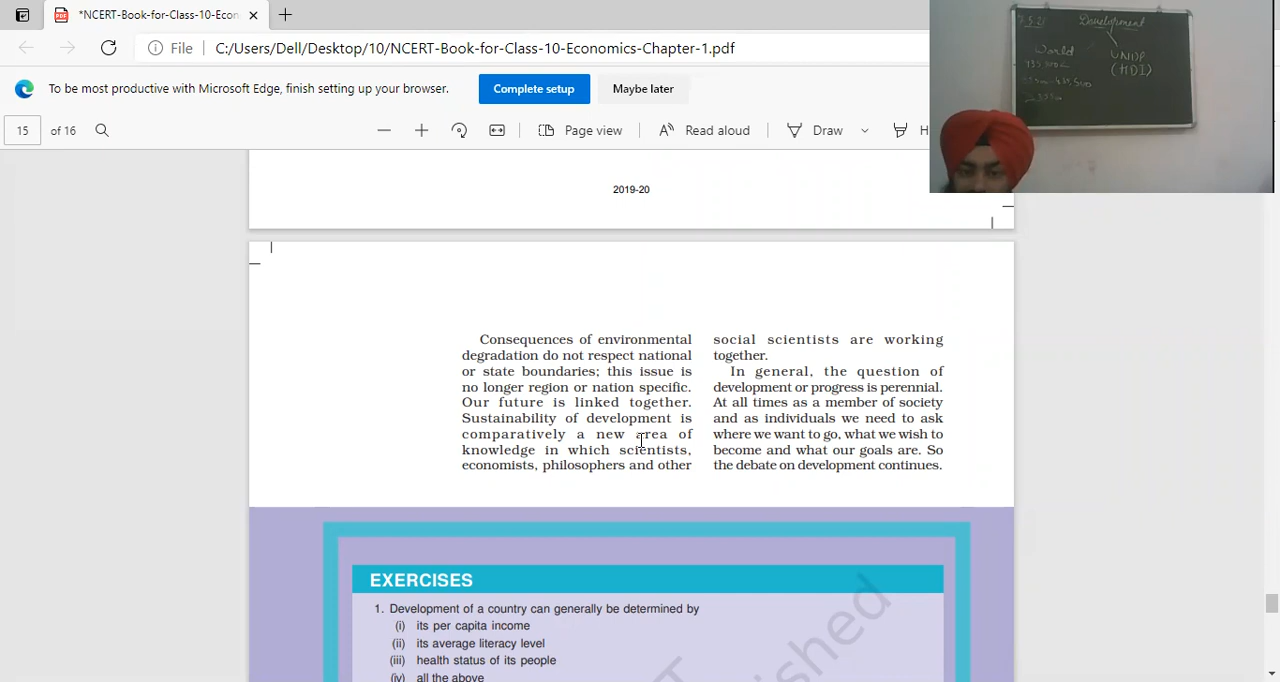 *NCERT-Book-for-Class-10-Econ
File
C:/Users/Dell/Desktop/10/NCERT-Book-for-Class-10-Economics-Chapter-1.pdf
To be most productive with Microsoft Edge, finish setting up your browser.
Complete setup
Maybe later
15
of 16
Page view
Read aloud
Draw
H
Development
World
UNDP
(HDI)
2019-20
Consequences of environmental
degradation do not respect national
or state boundaries; this issue is
no longer region or nation specific.
Our future is linked together.
Sustainability of development is
comparatively a new area of
knowledge in which scientists,
economists, philosophers and other
social scientists are working
together.
In general, the question of
development or progress is perennial.
At all times as a member of society
and as individuals we need to ask
where we want to go, what we wish to
become and what our goals are. So
the debate on development continues.
EXERCISES
1. Development of a country can generally be determined by
(i) its per capita income
(ii) its average literacy level
(iii) health status of its people
(iv) all the above